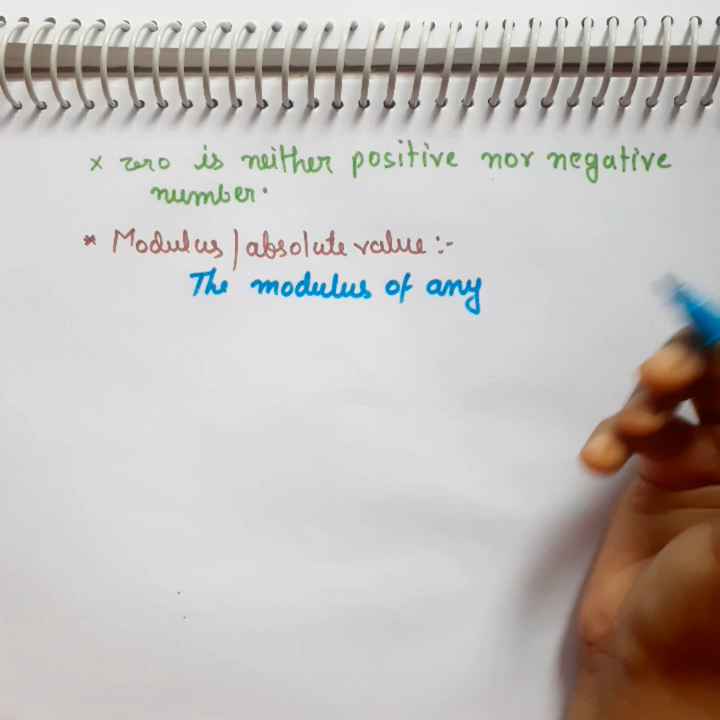 × zero is neither positive nor negative
number.
* Modulus / absolute value :-
The modulus of any